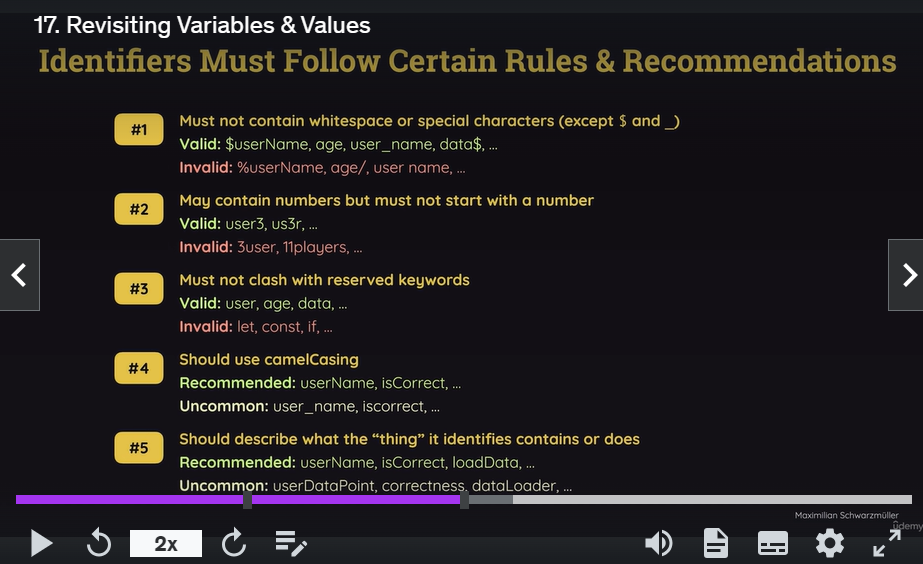 17. Revisiting Variables & Values
Identifiers Must Follow Certain Rules & Recommendations
#1
Must not contain whitespace or special characters (except $ and _)
Valid: $userName, age, user_name, data$, ...
Invalid: %userName, age/, user name, ...
#2
May contain numbers but must not start with a number
Valid: user3, us3r, ...
Invalid: 3user, 11players, ...
#3
Must not clash with reserved keywords
Valid: user, age, data, ...
Invalid: let, const, if, ...
#4
Should use camelCasing
Recommended: userName, isCorrect, ...
Uncommon: user_name, iscorrect, ...
#5
Should describe what the “thing” it identifies contains or does
Recommended: userName, isCorrect, loadData, ...
Uncommon: userDataPoint, correctness, dataLoader, ...
Maximilian Schwarzmüller
ûdemy
2x